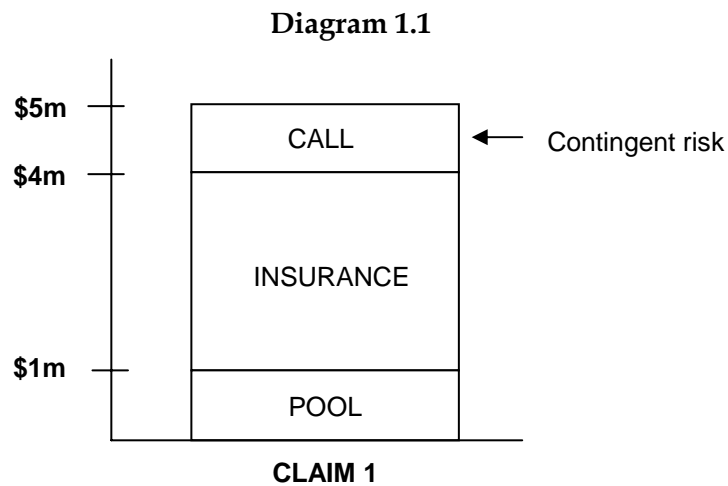 Diagram 1.1
$5m
CALL
Contingent risk
$4m
INSURANCE
$1m
POOL
CLAIM 1